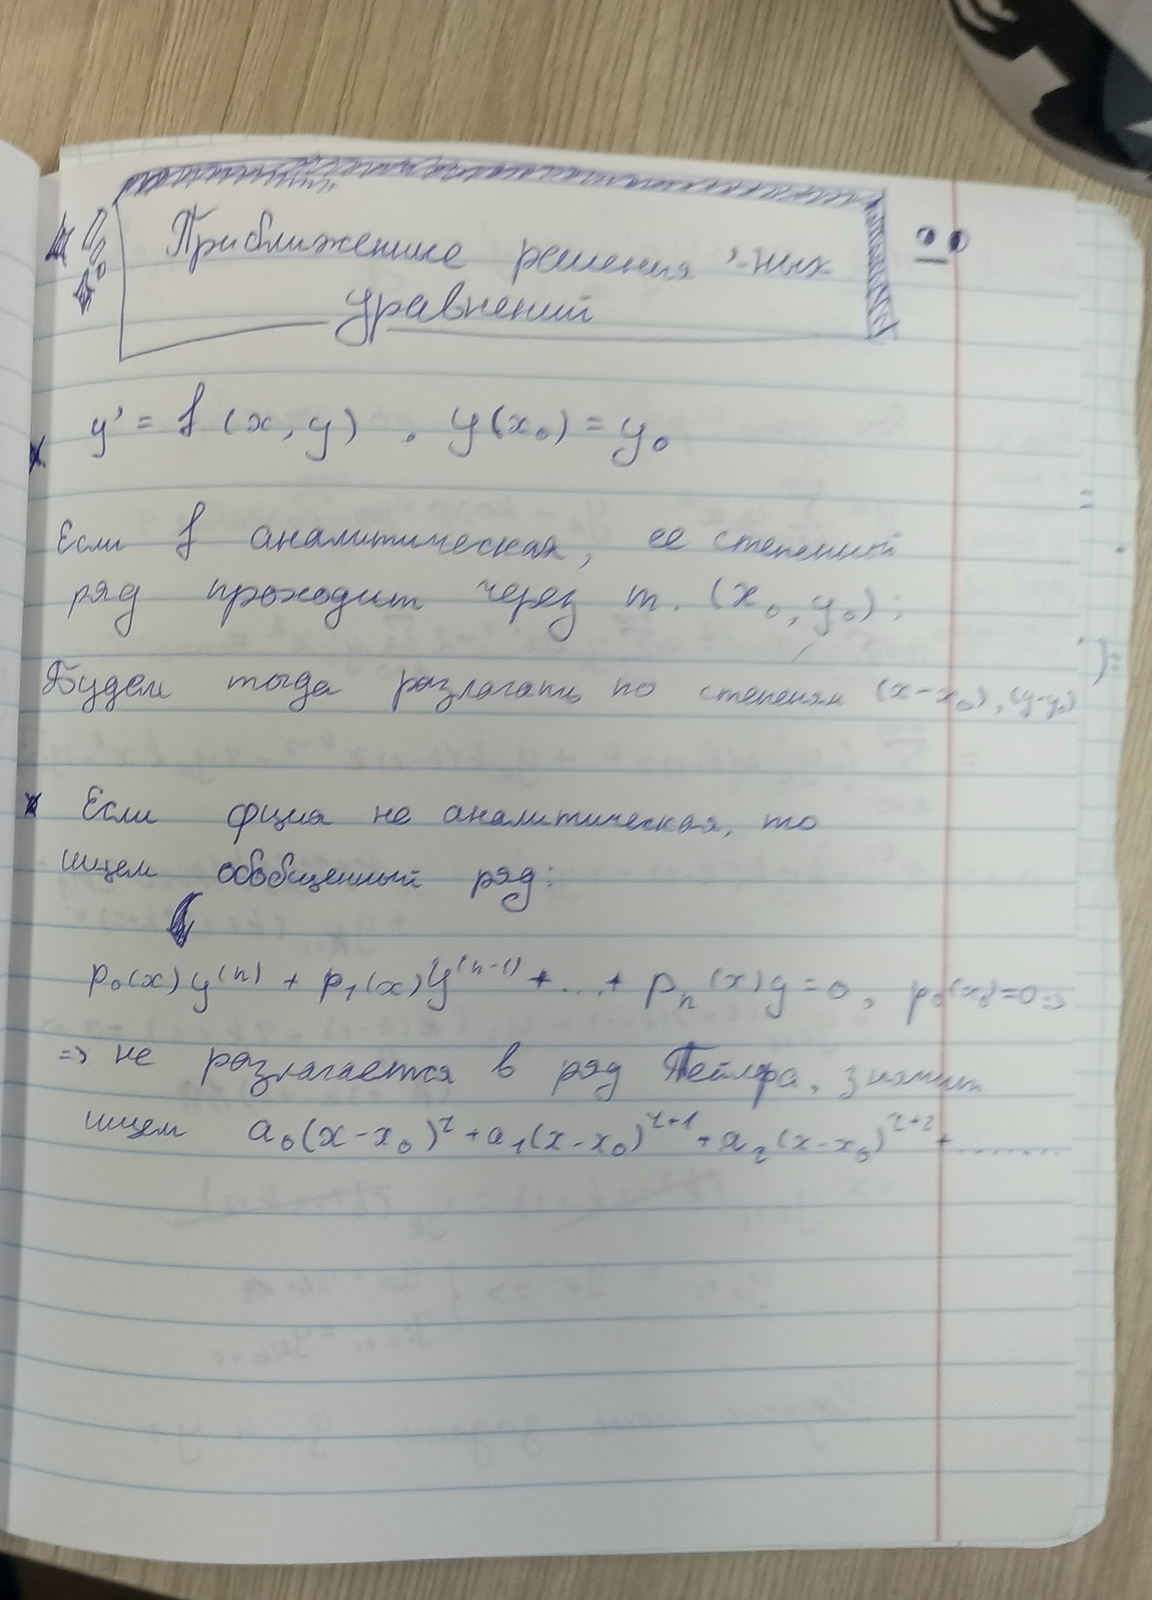 Приближенные решения '-ных
уравнений
y' = f(x, y), y(x₀) = y₀
Если f аналитическая, ее степенной
ряд проходит через т. (x₀, y₀);
Будем тогда разлагать по степеням (x-x₀), (y-y₀)
Если фция не аналитическая, то
ищем обобщенный ряд:
p₀(x)y⁽ⁿ⁾ + p₁(x)y⁽ⁿ⁻¹⁾ + ... + pₙ(x)y = 0, p₀(x₀)=0 ⇒
⇒ не разлагается в ряд Тейлора, значит
ищем a₀(x-x₀)ʳ + a₁(x-x₀)ʳ⁺¹ + a₂(x-x₀)ʳ⁺² + .......